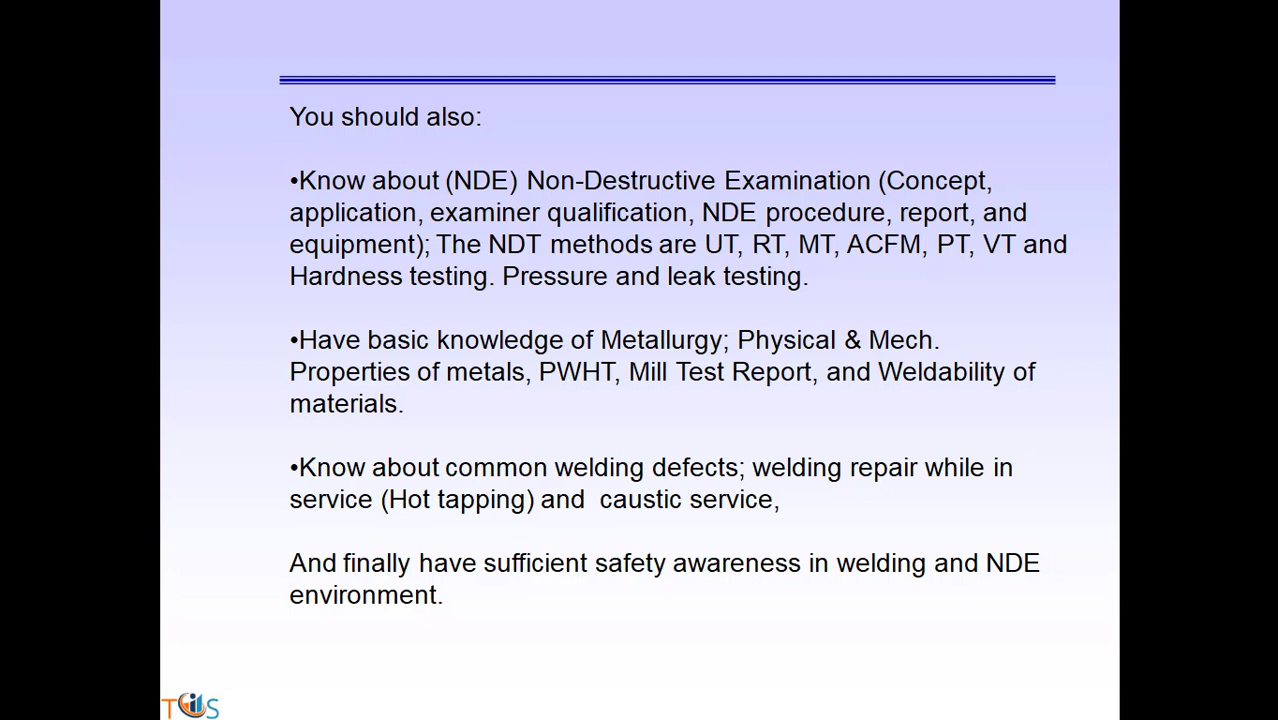 You should also:
•Know about (NDE) Non-Destructive Examination (Concept,
application, examiner qualification, NDE procedure, report, and
equipment); The NDT methods are UT, RT, MT, ACFM, PT, VT and
Hardness testing. Pressure and leak testing.
•Have basic knowledge of Metallurgy; Physical & Mech.
Properties of metals, PWHT, Mill Test Report, and Weldability of
materials.
•Know about common welding defects; welding repair while in
service (Hot tapping) and  caustic service,
And finally have sufficient safety awareness in welding and NDE
environment.